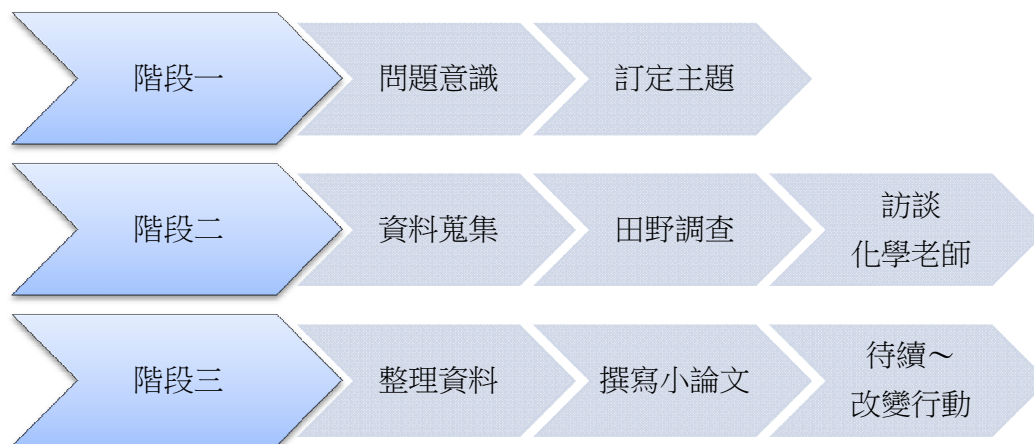 階段一
問題意識
訂定主題
階段二
資料蒐集
田野調查
訪談
化學老師
階段三
整理資料
撰寫小論文
待續～
改變行動